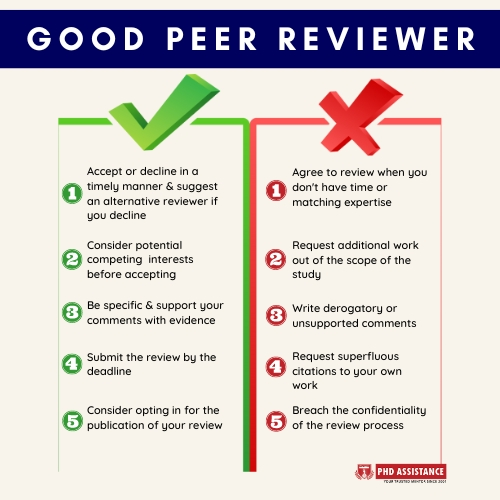 GOOD PEER REVIEWER
1
Accept or decline in a
timely manner & suggest
an alternative reviewer if
you decline
2
Consider potential
competing interests
before accepting
3
Be specific & support your
comments with evidence
4
Submit the review by the
deadline
5
Consider opting in for the
publication of your review
1
Agree to review when you
don't have time or
matching expertise
2
Request additional work
out of the scope of the
study
3
Write derogatory or
unsupported comments
4
Request superfluous
citations to your own
work
5
Breach the confidentiality
of the review process
PHD ASSISTANCE
YOUR TRUSTED MENTOR SINCE 2001